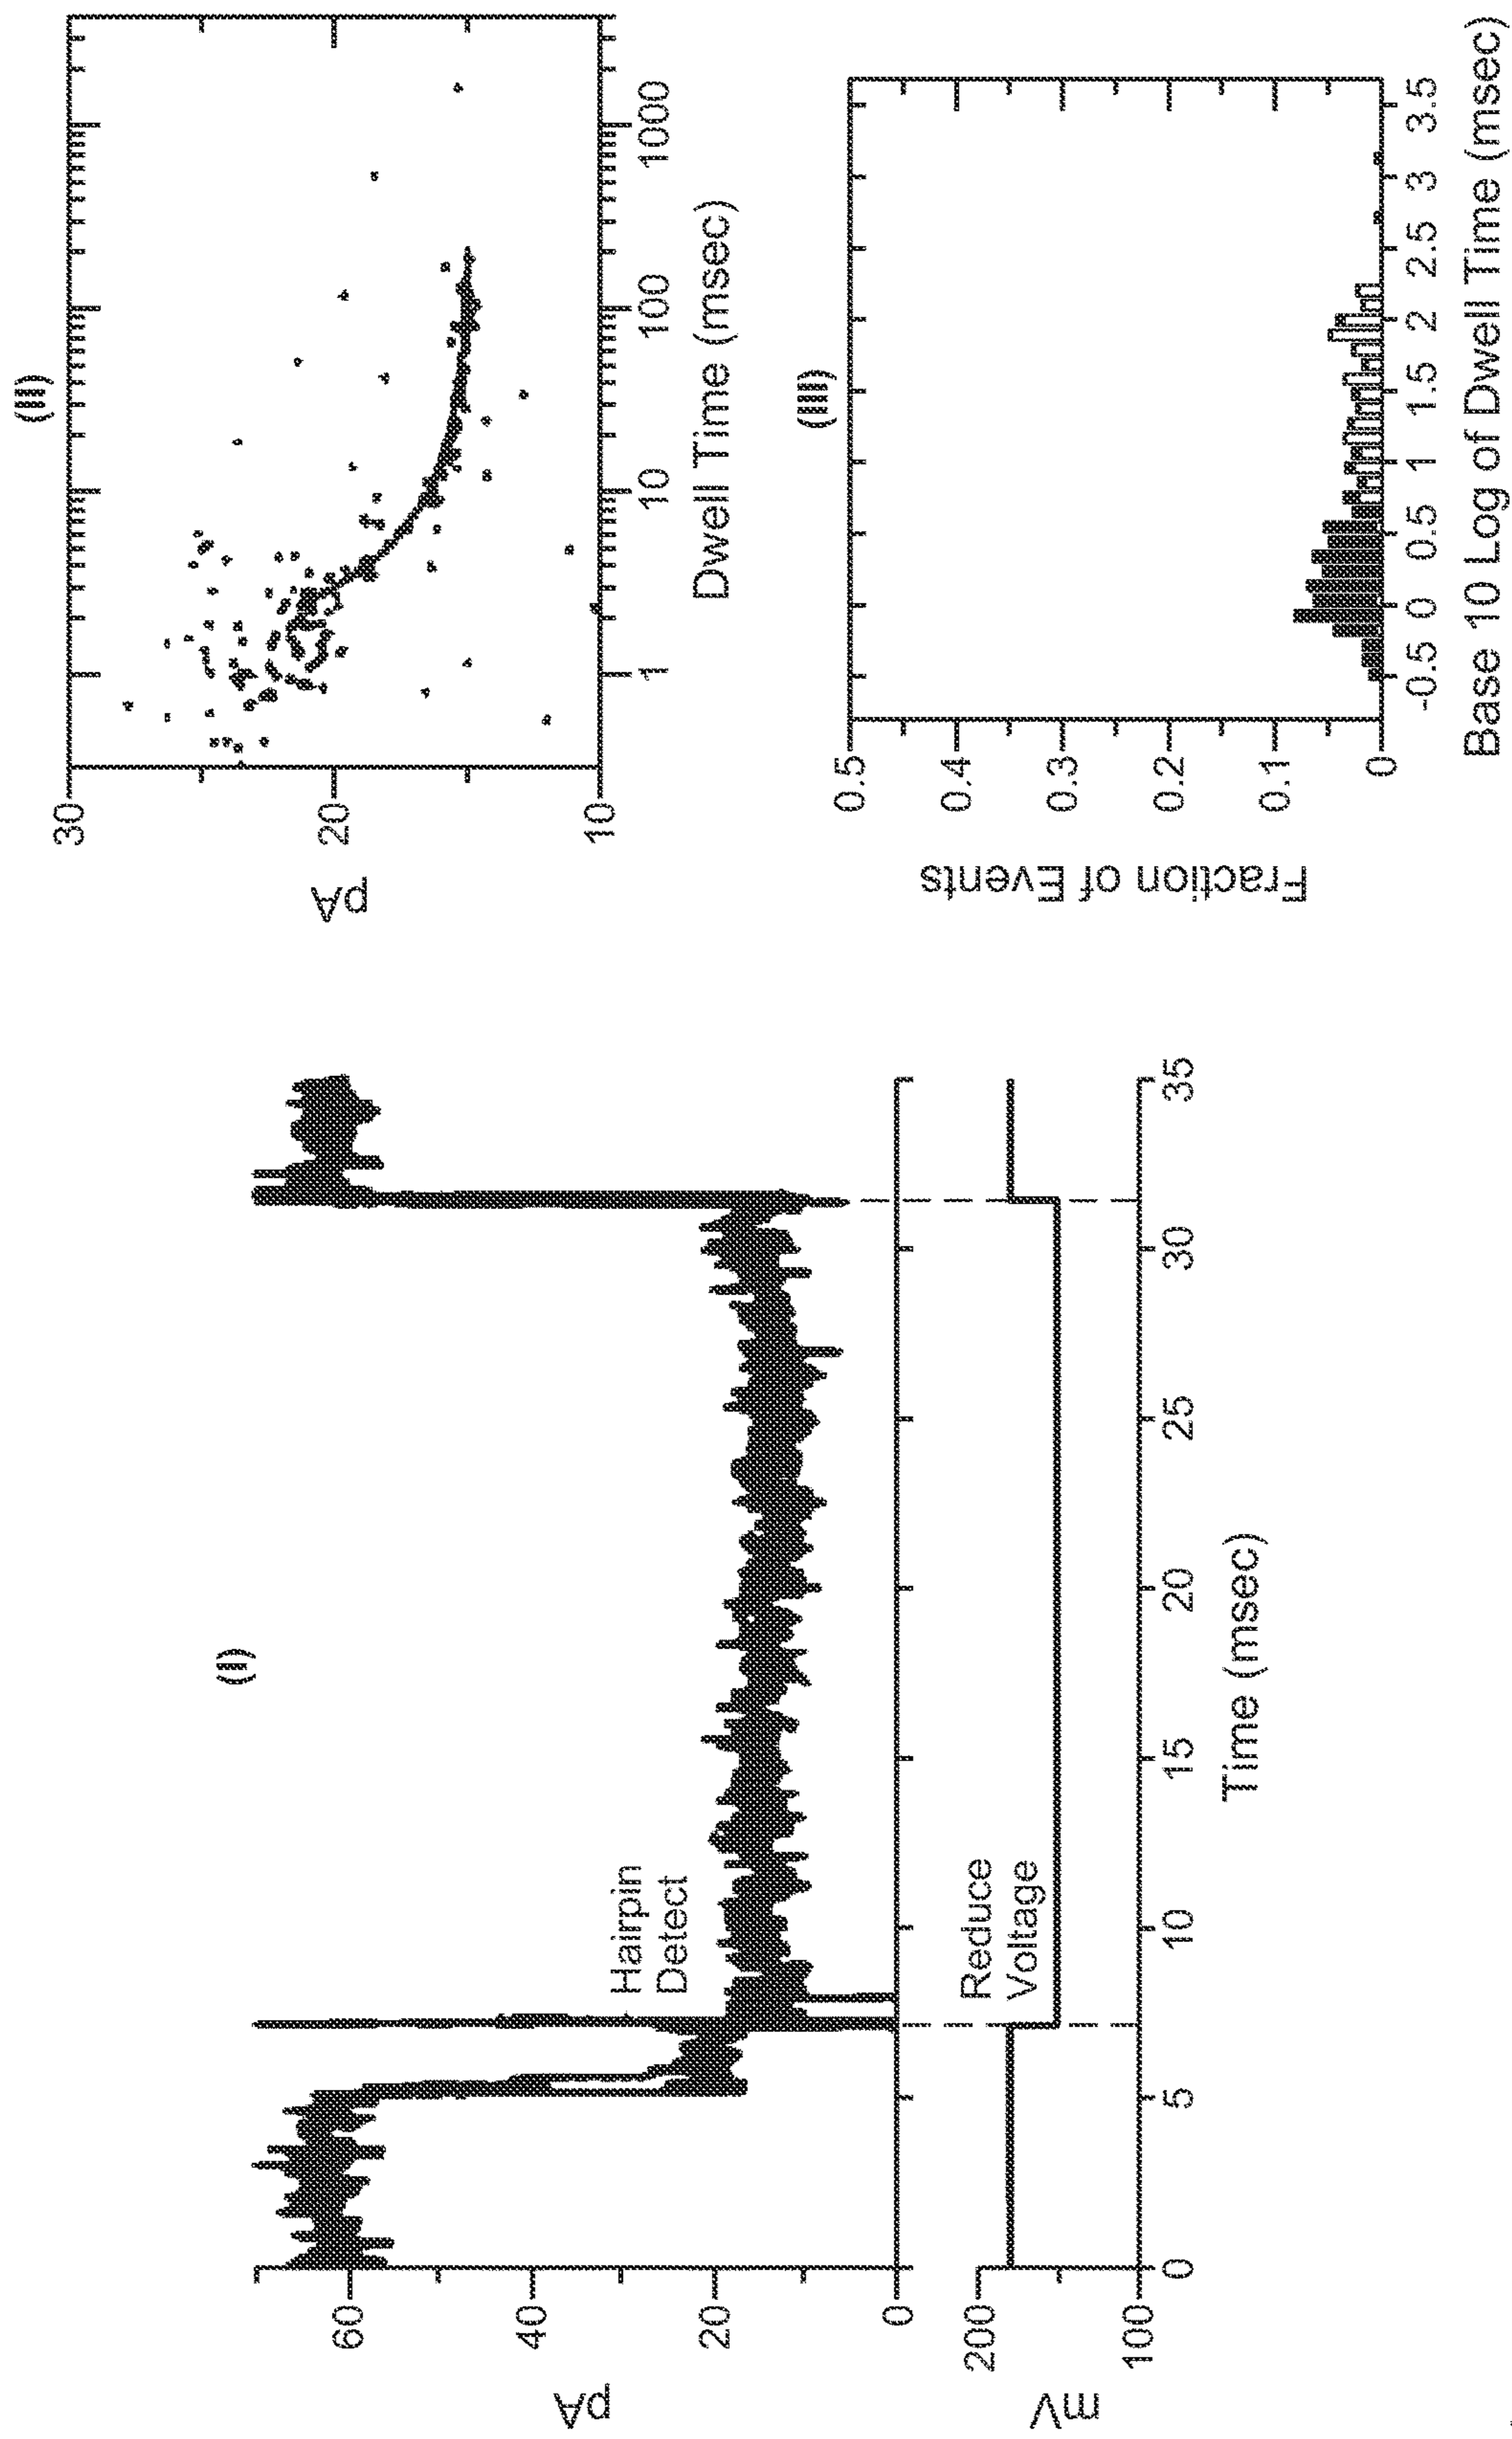 (I)
pA
60
40
20
0
Hairpin
Detect
mV
200
100
Reduce
Voltage
0 5 10 15 20 25 30 35
Time (msec)
(II)
pA
30
20
10
1 10 100 1000
Dwell Time (msec)
(III)
Fraction of Events
0.5
0.4
0.3
0.2
0.1
0
-0.5 0 0.5 1 1.5 2 2.5 3 3.5
Base 10 Log of Dwell Time (msec)